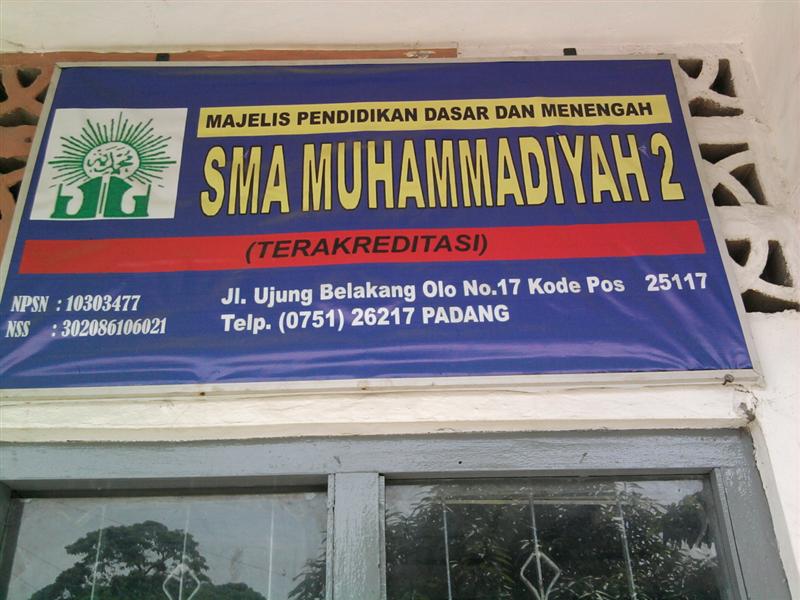 MAJELIS PENDIDIKAN DASAR DAN MENENGAH
SMA MUHAMMADIYAH 2
(TERAKREDITASI)
NPSN : 10303477
NSS : 302086106021
Jl. Ujung Belakang Olo No.17 Kode Pos 25117
Telp. (0751) 26217 PADANG